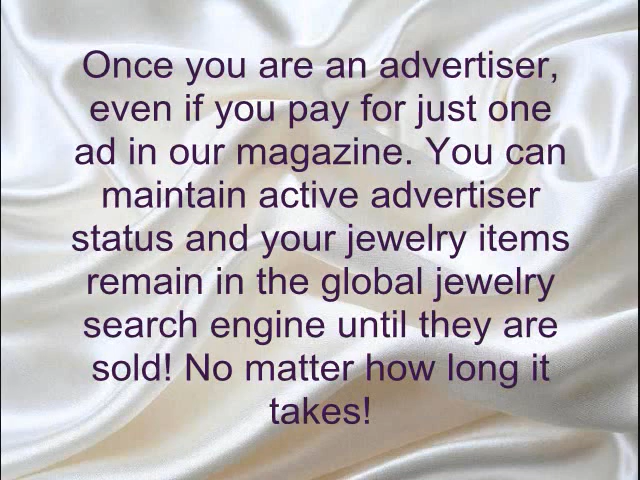 Once you are an advertiser,
even if you pay for just one
ad in our magazine. You can
maintain active advertiser
status and your jewelry items
remain in the global jewelry
search engine until they are
sold! No matter how long it
takes!